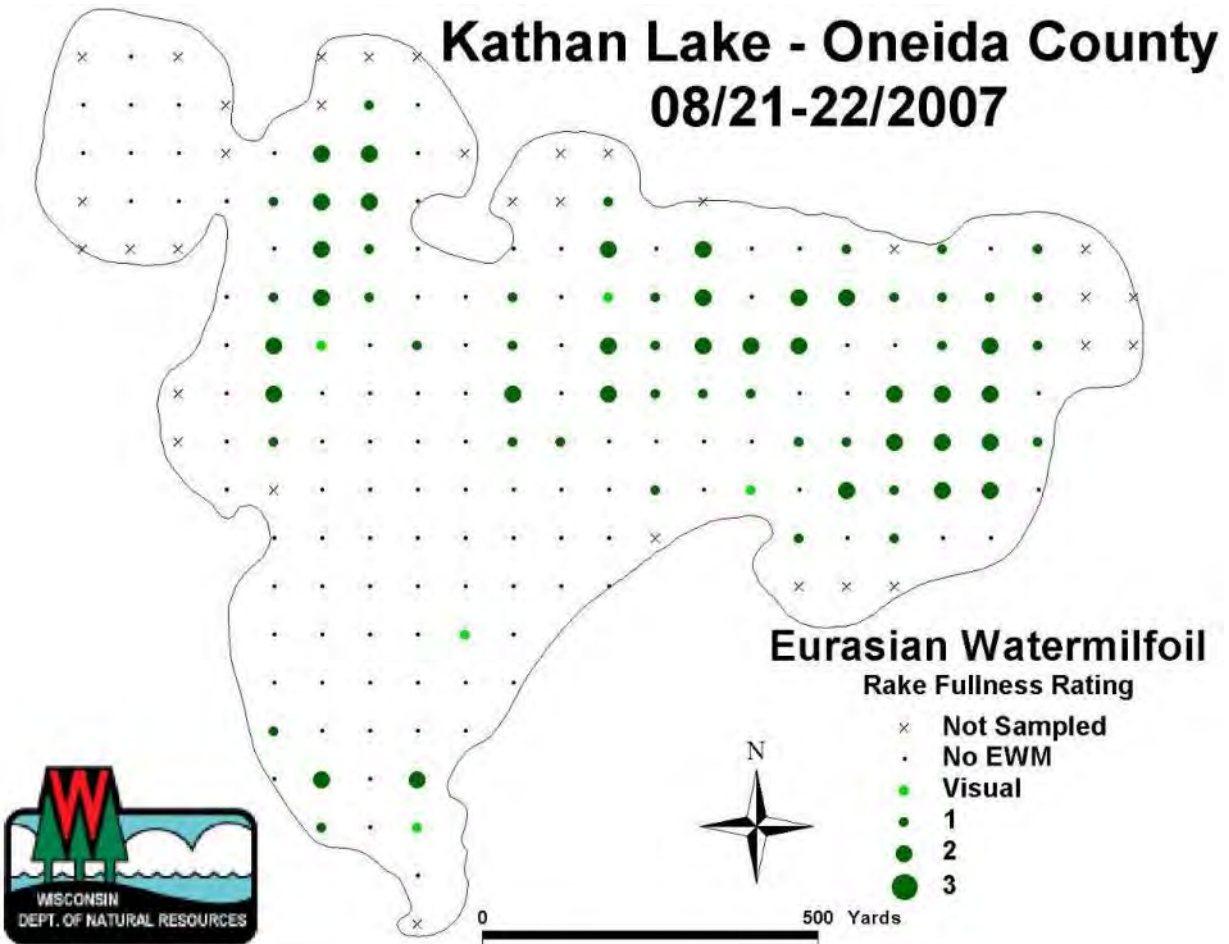 Kathan Lake - Oneida County
08/21-22/2007
Eurasian Watermilfoil
Rake Fullness Rating
Not Sampled
No EWM
Visual
1
2
3
N
0 500 Yards
W
WISCONSIN
DEPT. OF NATURAL RESOURCES